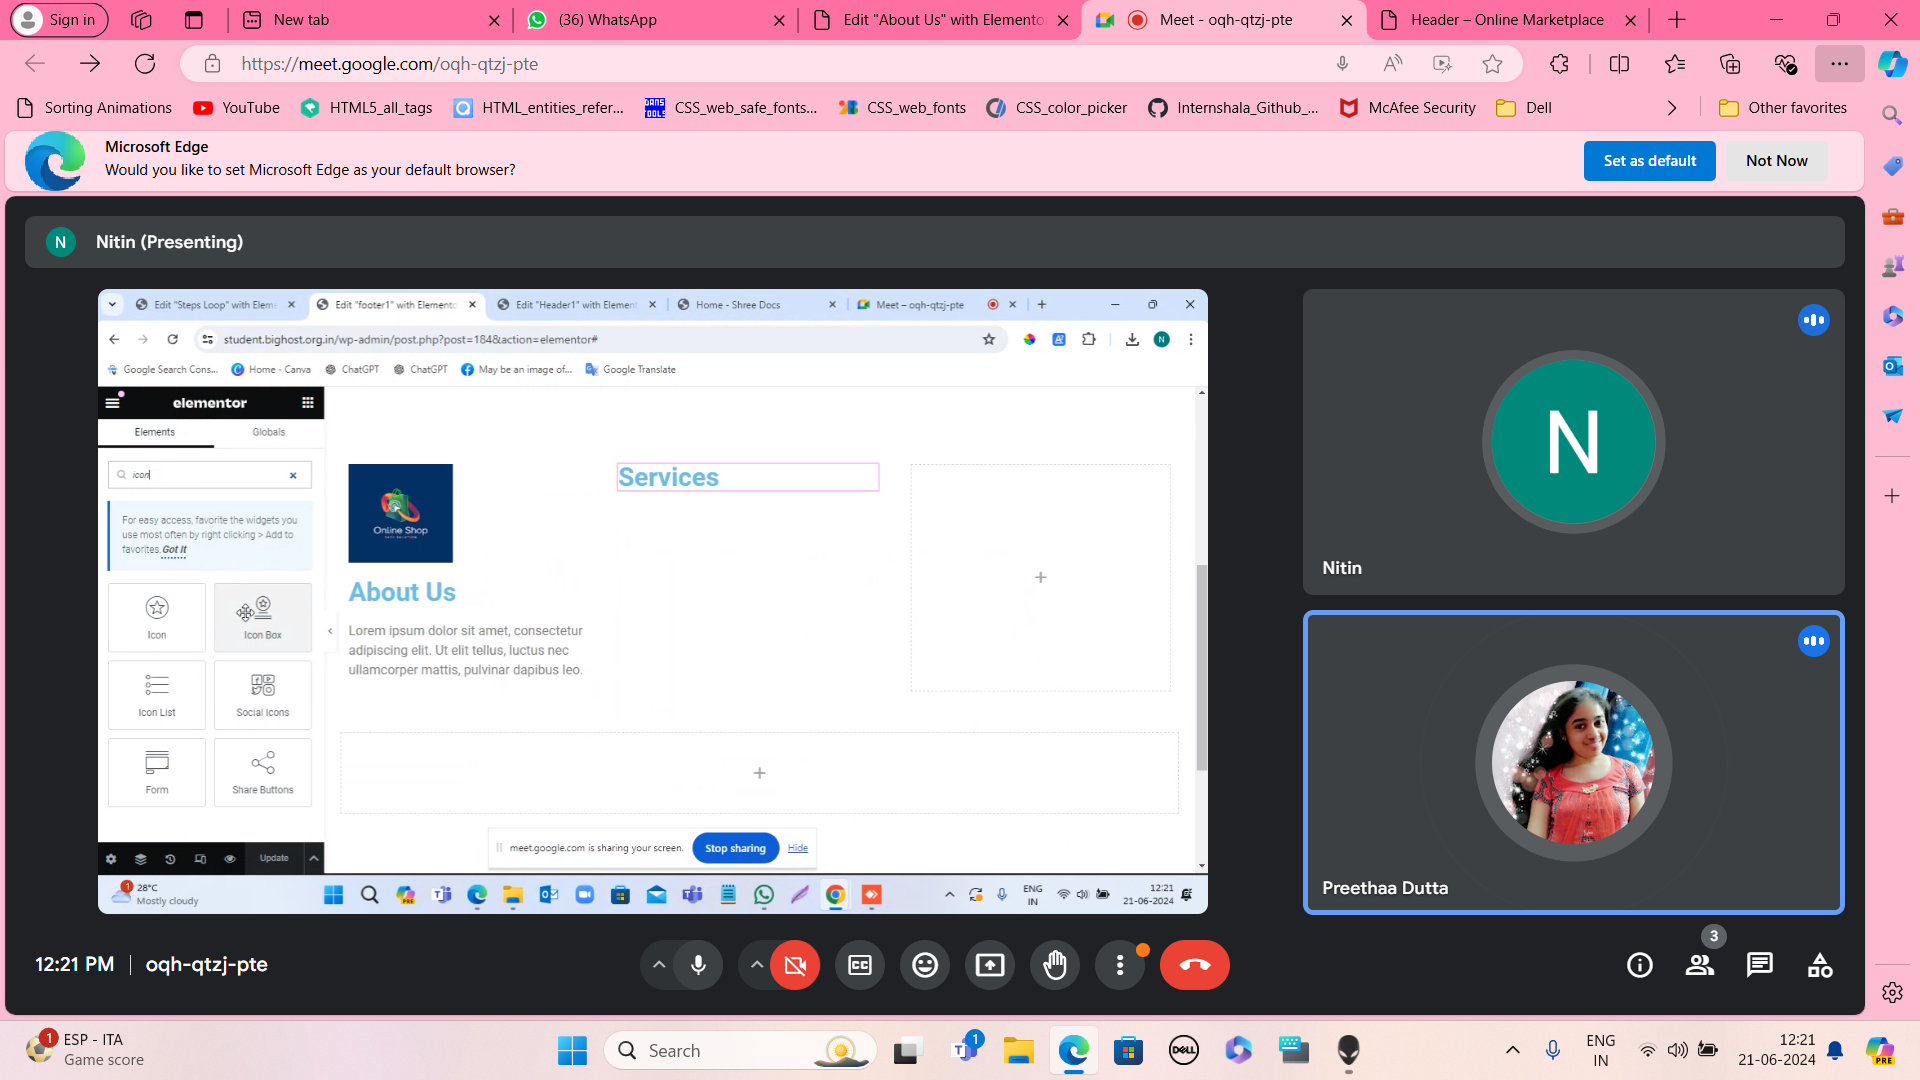 Sign in
New tab
(36) WhatsApp
Edit "About Us" with Elemento
Meet - oqh-qtzj-pte
Header – Online Marketplace
https://meet.google.com/oqh-qtzj-pte
Sorting Animations
YouTube
HTML5_all_tags
HTML_entities_refer...
CSS_web_safe_fonts...
CSS_web_fonts
CSS_color_picker
Internshala_Github_...
McAfee Security
Dell
Other favorites
Microsoft Edge
Would you like to set Microsoft Edge as your default browser?
Set as default
Not Now
N
Nitin (Presenting)
Edit "Steps Loop" with Eleme
Edit "footer1" with Elemento
Edit "Header1" with Element
Home - Shree Docs
Meet – oqh-qtzj-pte
student.bighost.org.in/wp-admin/post.php?post=184&action=elementor#
N
Google Search Cons...
Home - Canva
ChatGPT
ChatGPT
May be an image of...
Google Translate
elementor
Elements
Globals
icon
For easy access, favorite the widgets you
use most often by right clicking > Add to
favorites. Got It
Icon
Icon Box
Icon List
Social Icons
Form
Share Buttons
Update
Online Shop
About Us
Lorem ipsum dolor sit amet, consectetur
adipiscing elit. Ut elit tellus, luctus nec
ullamcorper mattis, pulvinar dapibus leo.
Services
meet.google.com is sharing your screen.
Stop sharing
Hide
1
28°C
Mostly cloudy
PRE
ENG
IN
12:21
21-06-2024
N
Nitin
Preethaa Dutta
12:21 PM
oqh-qtzj-pte
3
1
ESP - ITA
Game score
Search
1
DELL
ENG
IN
12:21
21-06-2024
PRE